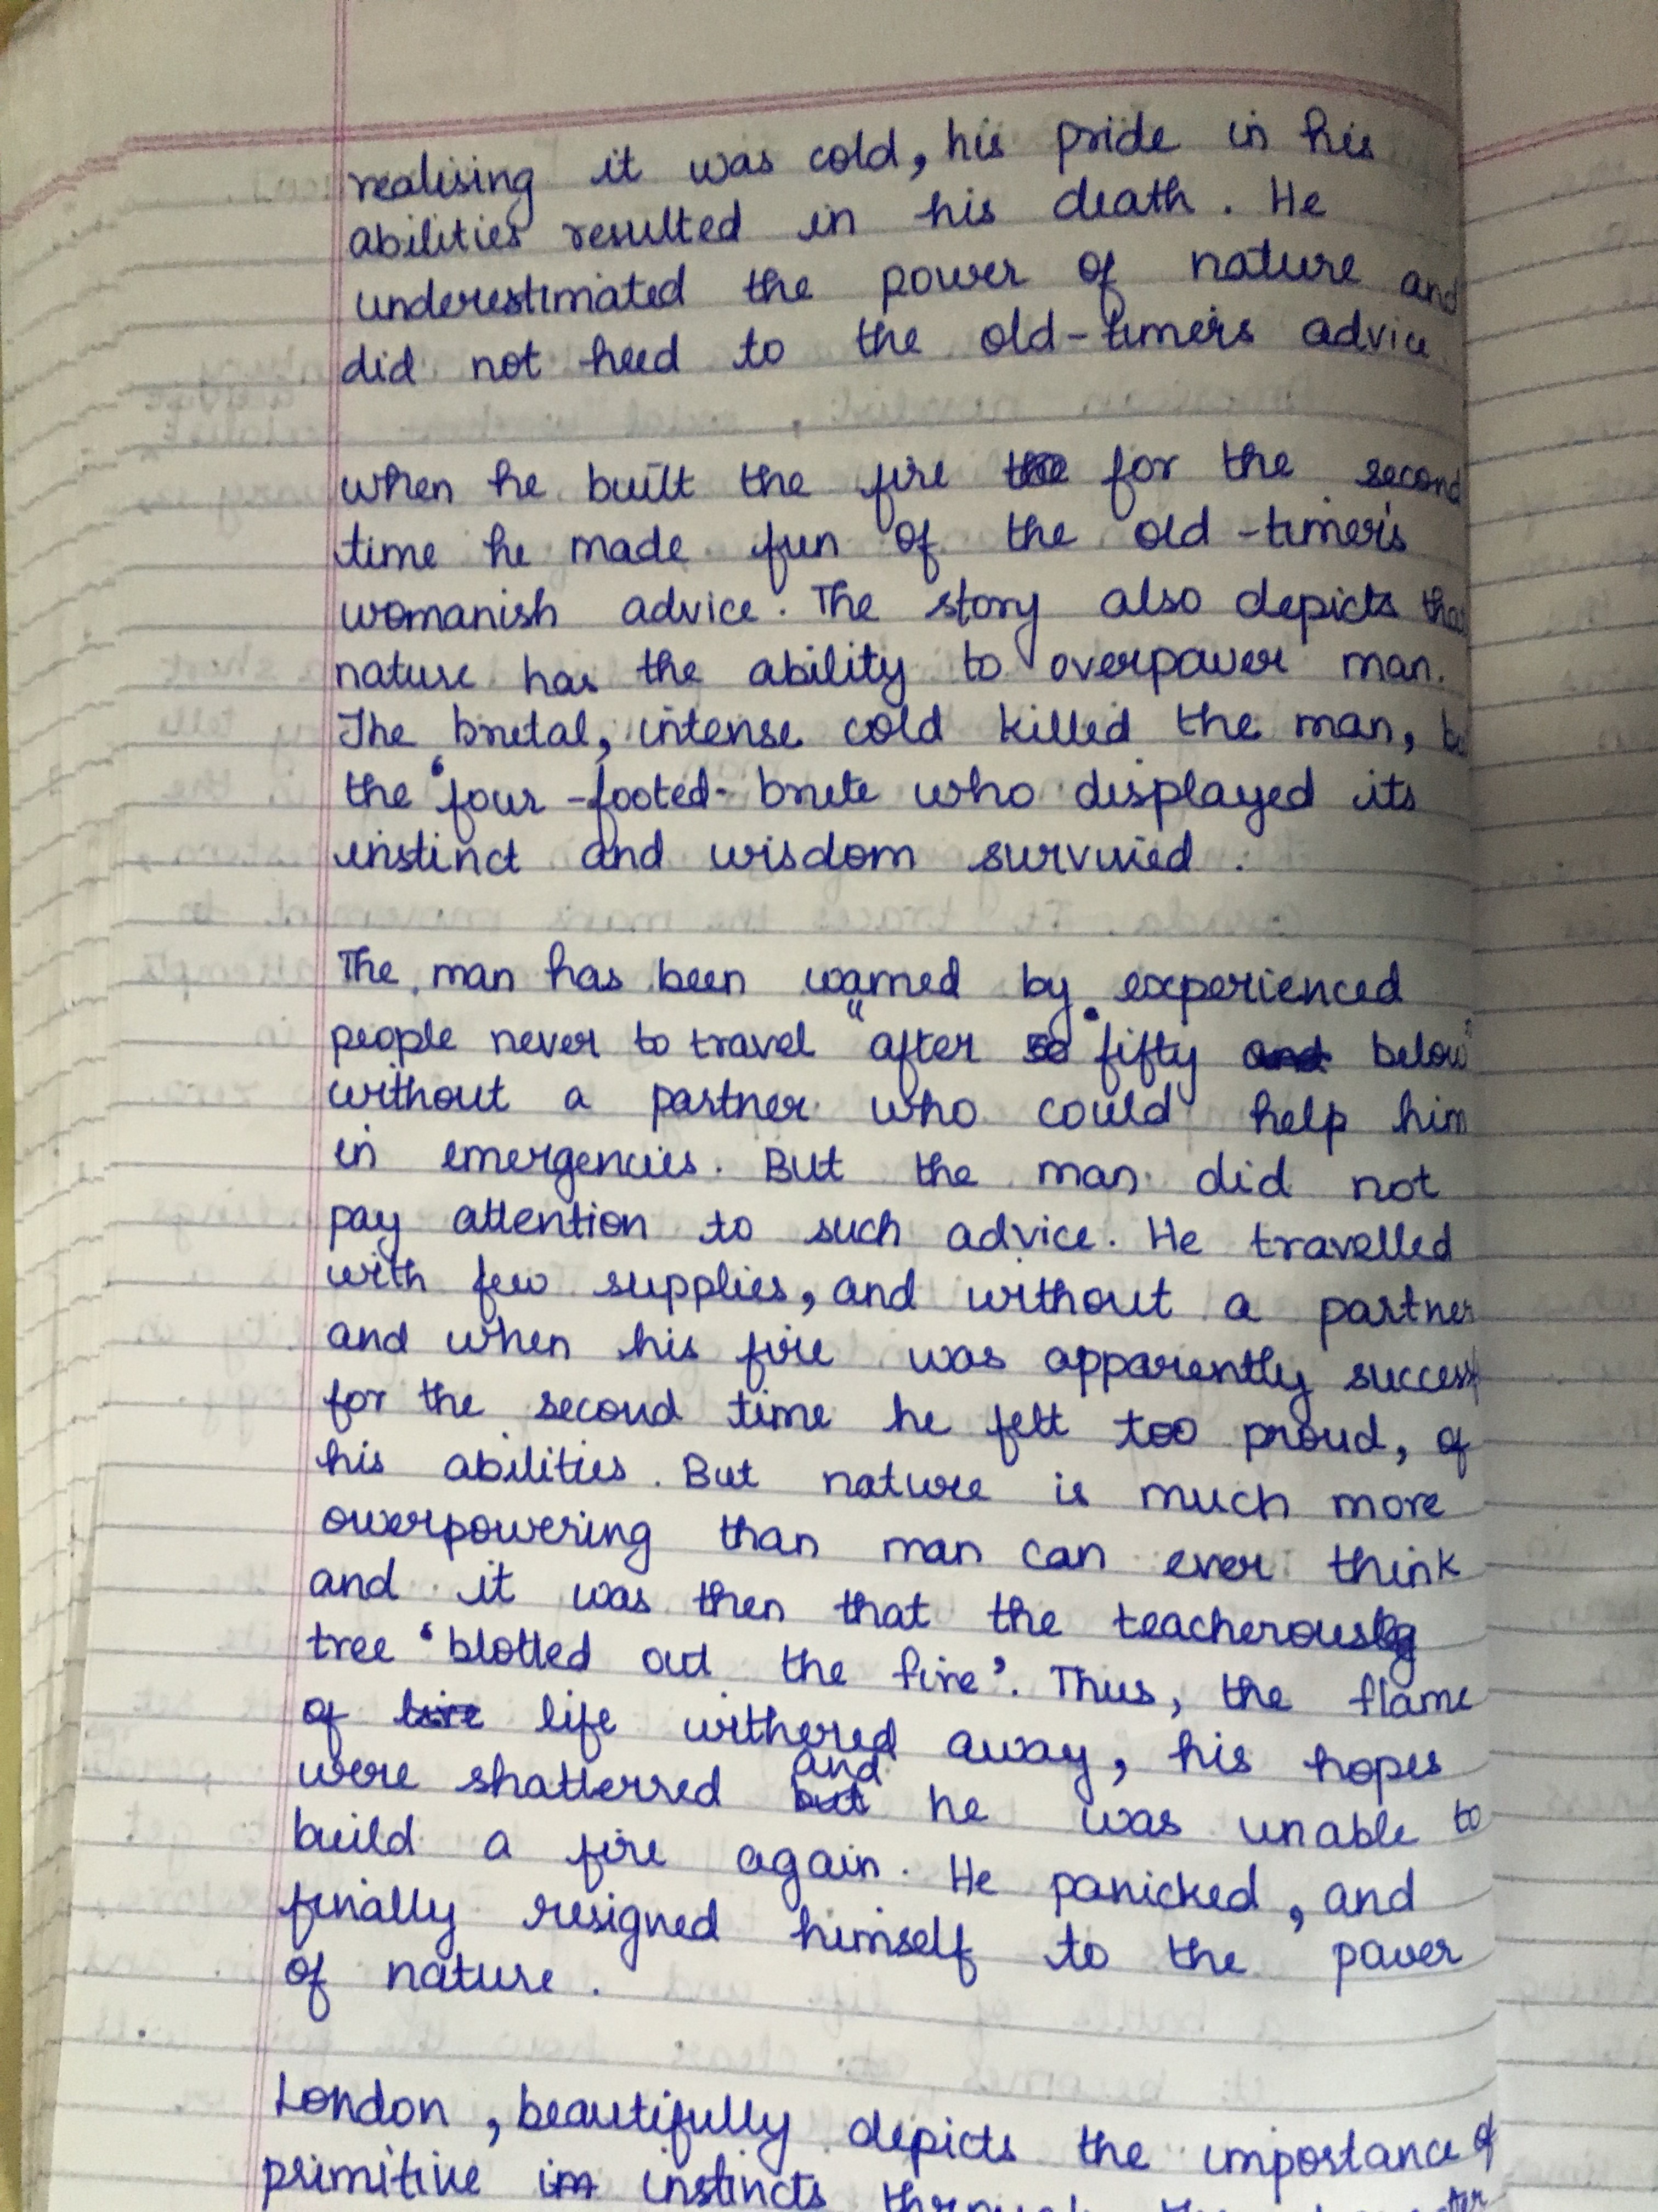 realising it was cold, his pride in his
abilities resulted in his death. He
underestimated the power of nature and
did not heed to the old-timers advice
when he built the fire for the second
time he made fun of the old-timer's
womanish advice. The story also depicts
nature has the ability to overpower man.
The brutal, intense cold killed the man,
the 'four-footed- brute who displayed its
instinct and wisdom survuied.
The man has been warned by experienced
people never to travel "after fifty below"
without a partner who could help him
in emergencies. But the man did not
pay attention to such advice. He travelled
with few supplies, and without a partner
and when his fire was apparently success
for the second time he felt too proud, of
his abilities. But nature is much more
overpowering than man can ever think
and it was then that the teacherous
tree 'blotted out the fire'. Thus, the flame
of life withered away, his hopes
were shatterred and he was unable to
build a fire again. He panicked, and
finally resigned himself to the power
of nature.
London, beautifully depicts the importance of
primitive instincts through the